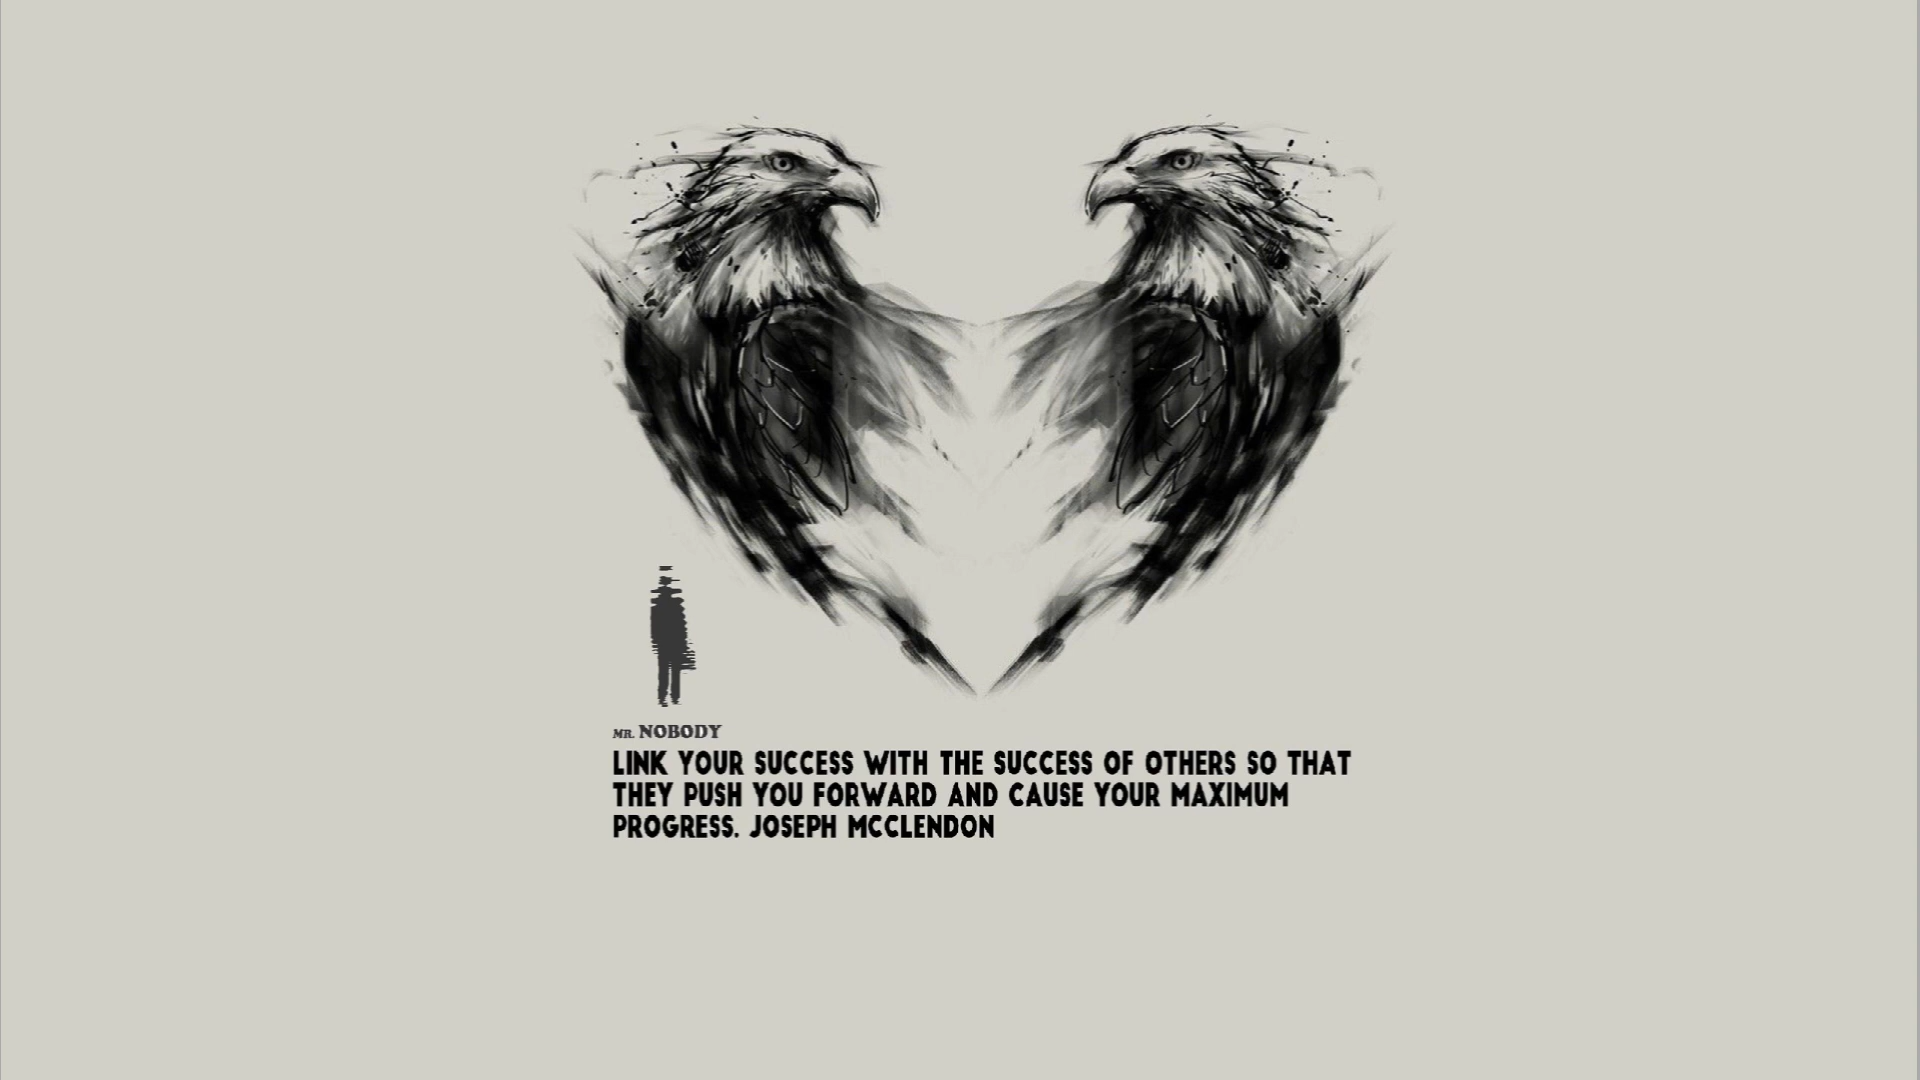 MR. NOBODY
LINK YOUR SUCCESS WITH THE SUCCESS OF OTHERS SO THAT
THEY PUSH YOU FORWARD AND CAUSE YOUR MAXIMUM
PROGRESS. JOSEPH MCCLENDON